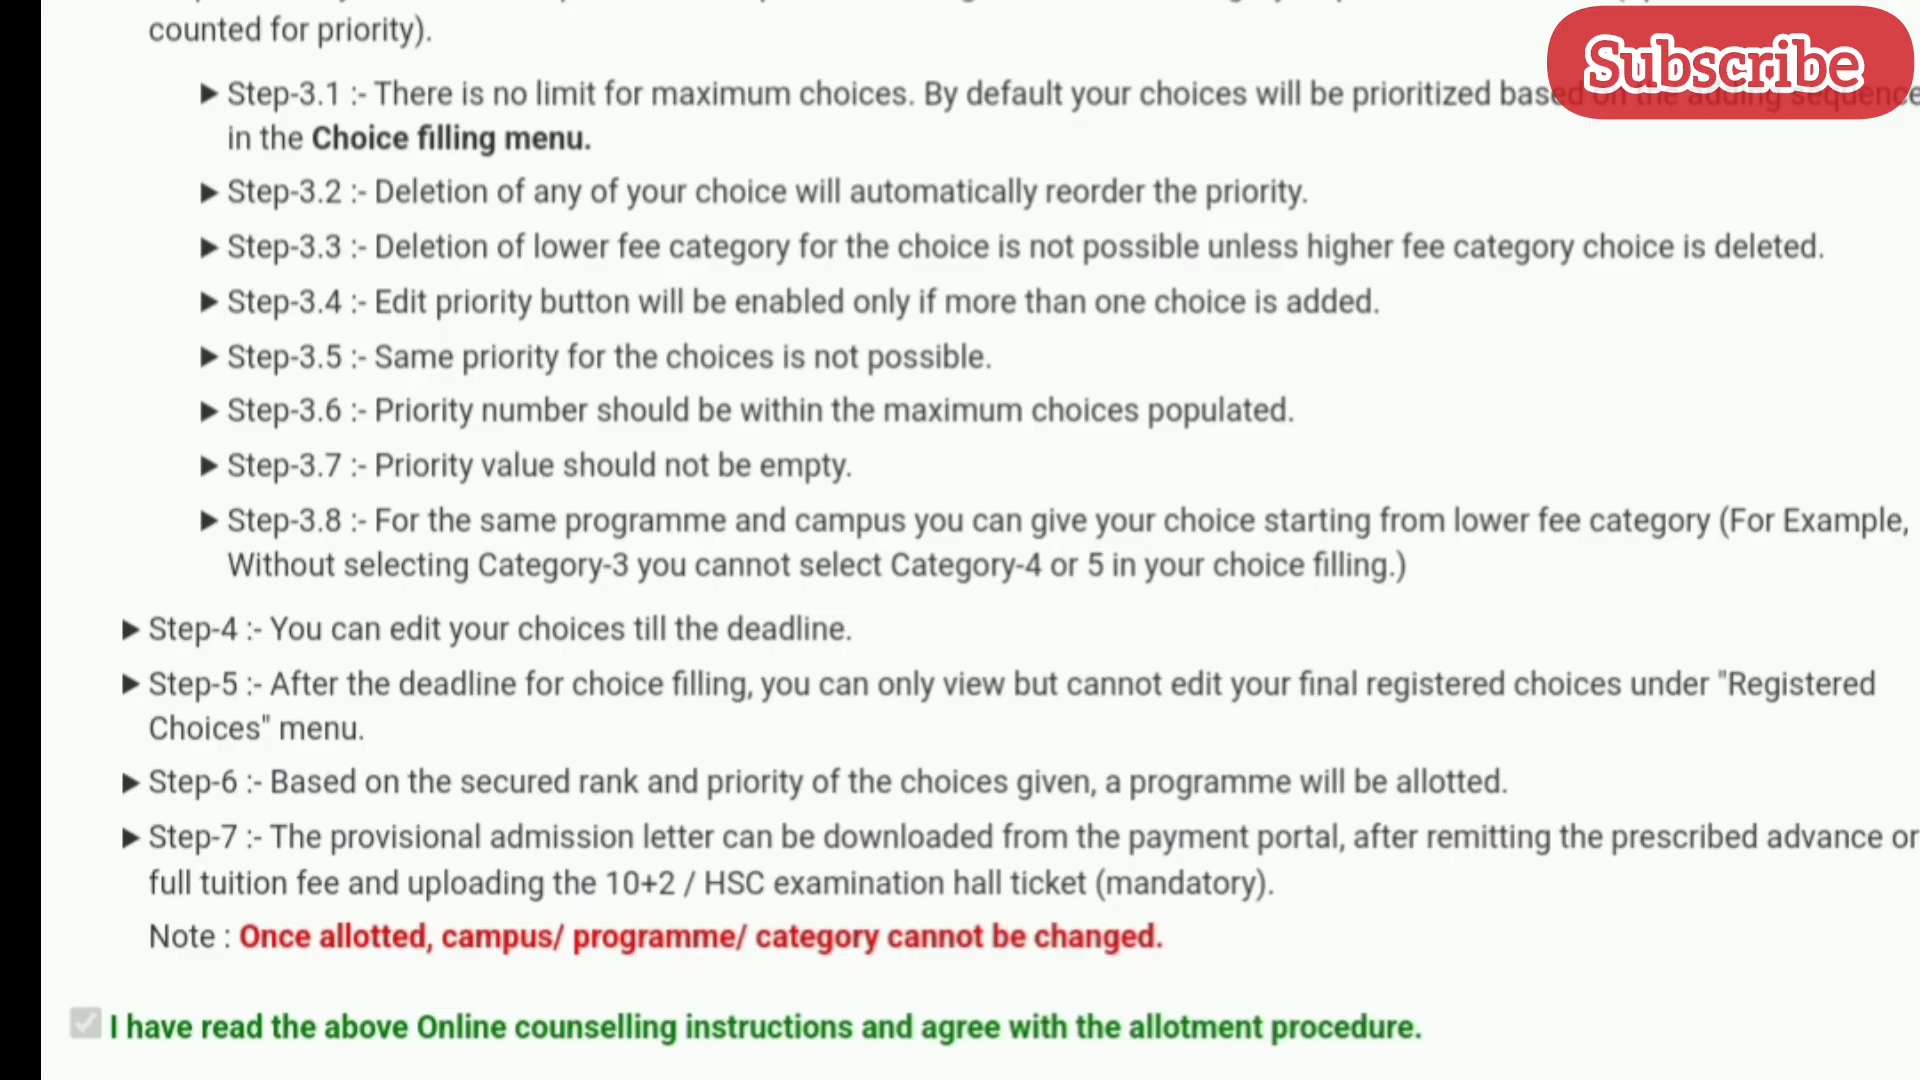 counted for priority).
Subscribe
▶ Step-3.1 :- There is no limit for maximum choices. By default your choices will be prioritized based on the adding sequence
in the Choice filling menu.
▶ Step-3.2 :- Deletion of any of your choice will automatically reorder the priority.
▶ Step-3.3 :- Deletion of lower fee category for the choice is not possible unless higher fee category choice is deleted.
▶ Step-3.4 :- Edit priority button will be enabled only if more than one choice is added.
▶ Step-3.5 :- Same priority for the choices is not possible.
▶ Step-3.6 :- Priority number should be within the maximum choices populated.
▶ Step-3.7 :- Priority value should not be empty.
▶ Step-3.8 :- For the same programme and campus you can give your choice starting from lower fee category (For Example,
Without selecting Category-3 you cannot select Category-4 or 5 in your choice filling.)
▶ Step-4 :- You can edit your choices till the deadline.
▶ Step-5 :- After the deadline for choice filling, you can only view but cannot edit your final registered choices under "Registered
Choices" menu.
▶ Step-6 :- Based on the secured rank and priority of the choices given, a programme will be allotted.
▶ Step-7 :- The provisional admission letter can be downloaded from the payment portal, after remitting the prescribed advance or
full tuition fee and uploading the 10+2 / HSC examination hall ticket (mandatory).
Note : Once allotted, campus/ programme/ category cannot be changed.
I have read the above Online counselling instructions and agree with the allotment procedure.